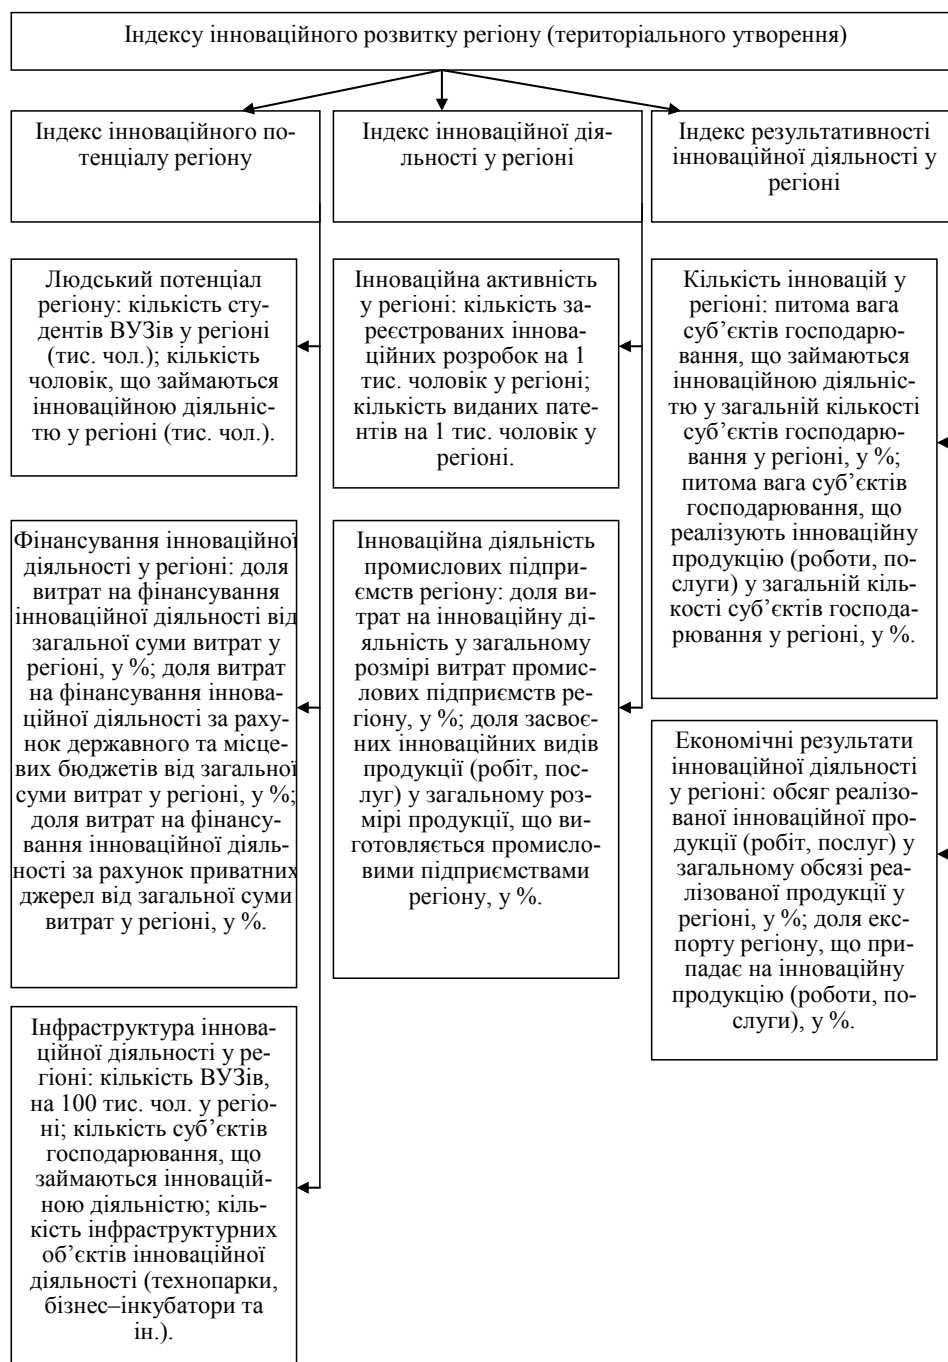 Індексу інноваційного розвитку регіону (територіального утворення)
Індекс інноваційного по-
тенціалу регіону
Індекс інноваційної дія-
льності у регіоні
Індекс результативності
інноваційної діяльності у
регіоні
Людський потенціал
регіону: кількість сту-
дентів ВУЗів у регіоні
(тис. чол.); кількість
чоловік, що займаються
інноваційною діяльніс-
тю у регіоні (тис. чол.).
Інноваційна активність
у регіоні: кількість за-
реєстрованих іннова-
ційних розробок на 1
тис. чоловік у регіоні;
кількість виданих пате-
нтів на 1 тис. чоловік у
регіоні.
Кількість інновацій у
регіоні: питома вага
суб’єктів господарю-
вання, що займаються
інноваційною діяльніс-
тю у загальній кількості
суб’єктів господарю-
вання у регіоні, у %;
питома вага суб’єктів
господарювання, що
реалізують інноваційну
продукцію (роботи, по-
слуги) у загальній кіль-
кості суб’єктів господа-
рювання у регіоні, у %.
Фінансування інноваційної
діяльності у регіоні: доля
витрат на фінансування
інноваційної діяльності від
загальної суми витрат у
регіоні, у %; доля витрат
на фінансування інно-
ваційної діяльності за раху-
нок державного та місце-
вих бюджетів від загальної
суми витрат у регіоні, у %;
доля витрат на фінансу-
вання інноваційної діяль-
ності за рахунок приватних
джерел від загальної суми
витрат у регіоні, у %.
Інноваційна діяльність
промислових підпри-
ємств регіону: доля ви-
трат на інноваційну ді-
яльність у загальному
розмірі витрат промис-
лових підприємств ре-
гіону, у %; доля засвоє-
них інноваційних видів
продукції (робіт, пос-
луг) у загальному роз-
мірі продукції, що ви-
готовляється промисло-
вими підприємствами
регіону, у %.
Економічні результати
інноваційної діяльності
у регіоні: обсяг реалізо-
ваної інноваційної про-
дукції (робіт, послуг) у
загальному обсязі реа-
лізованої продукції у
регіоні, у %; доля екс-
порту регіону, що при-
падає на інноваційну
продукцію (роботи, по-
слуги), у %.
Інфраструктура іннова-
ційної діяльності у ре-
гіоні: кількість ВУЗів,
на 100 тис. чол. у регіо-
ні; кількість суб’єктів
господарювання, що
займаються інновацій-
ною діяльністю; кіль-
кість інфраструктурних
об’єктів інноваційної
діяльності (технопарки,
бізнес–інкубатори та
ін.).